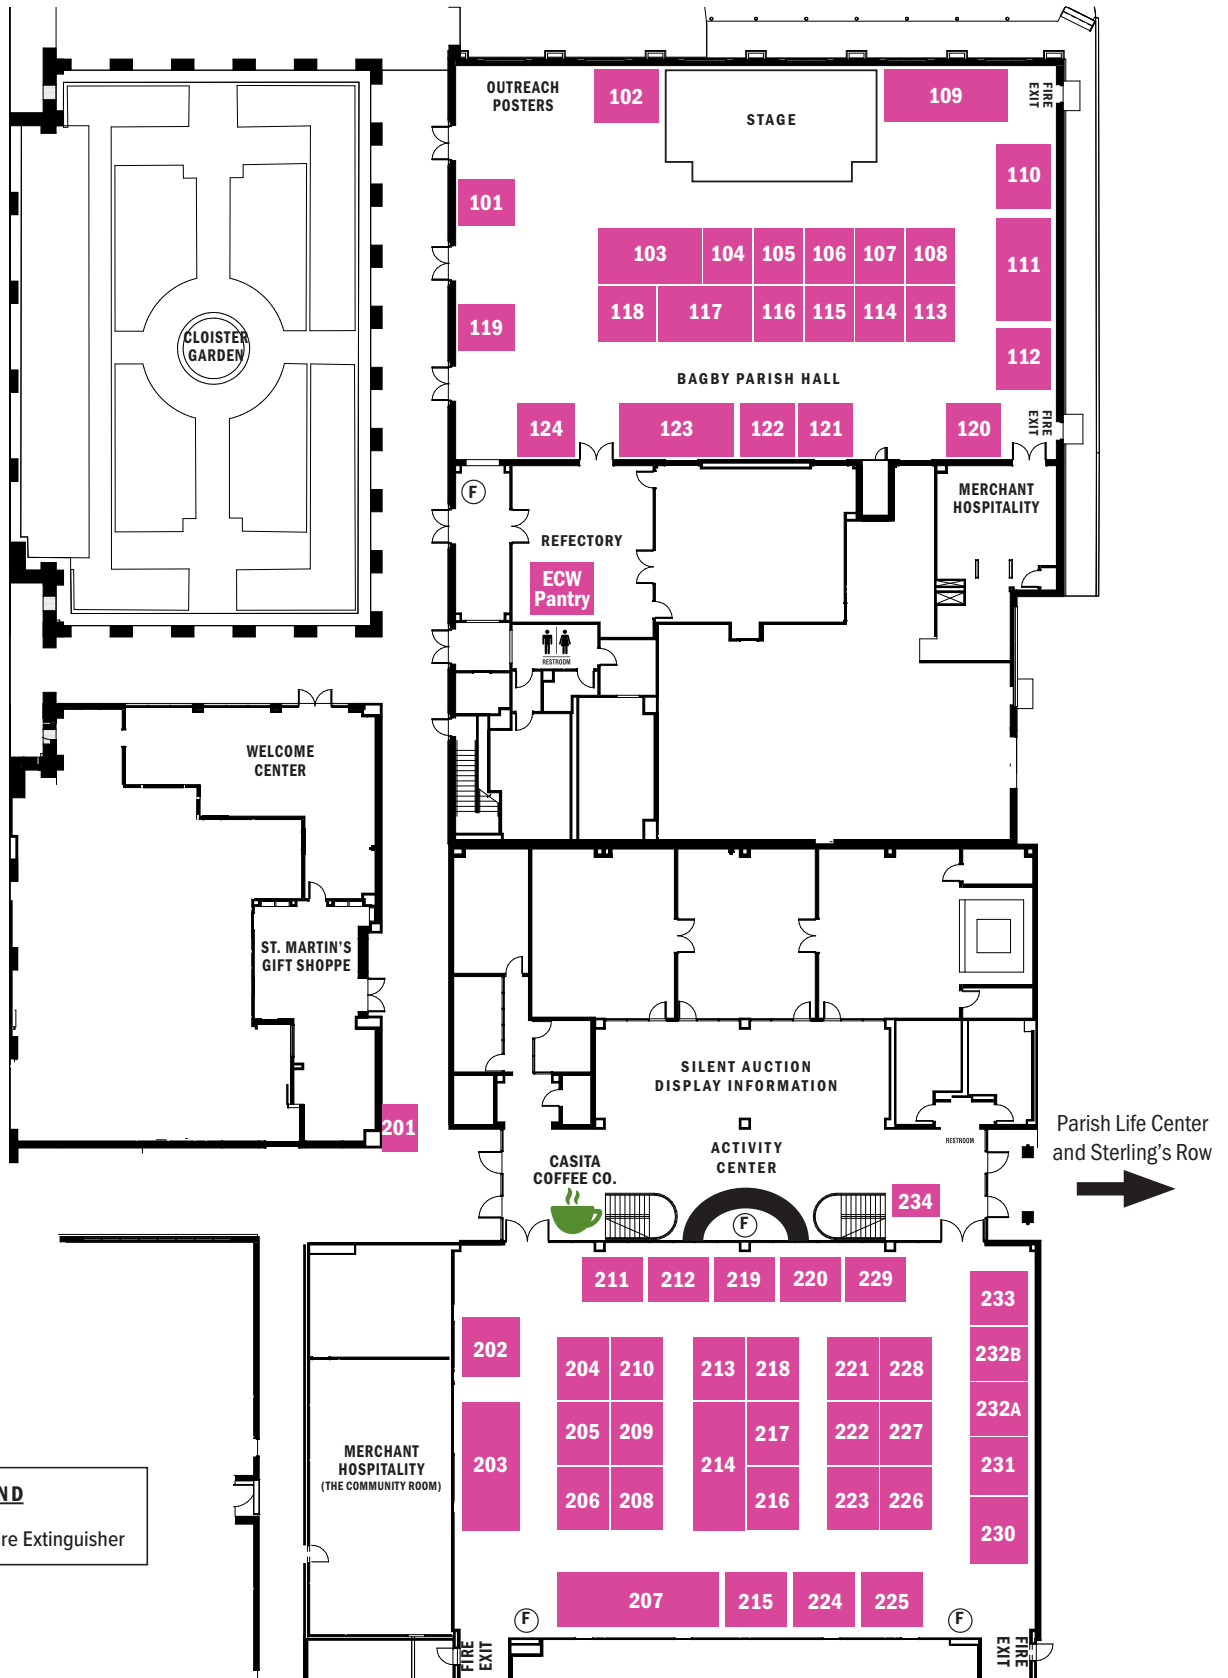 OUTREACH
POSTERS
102
STAGE
109
FIRE
EXIT
110
101
103
104
105
106
107
108
111
118
117
116
115
114
113
119
112
CLOISTER
GARDEN
BAGBY PARISH HALL
124
123
122
121
120
FIRE
EXIT
F
MERCHANT
HOSPITALITY
REFECTORY
ECW
Pantry
RESTROOM
WELCOME
CENTER
ST. MARTIN'S
GIFT SHOPPE
SILENT AUCTION
DISPLAY INFORMATION
201
RESTROOM
Parish Life Center
and Sterling's Row
ACTIVITY
CENTER
CASITA
COFFEE CO.
234
F
211
212
219
220
229
233
202
204
210
213
218
221
228
232B
232A
205
209
217
222
227
203
214
231
MERCHANT
HOSPITALITY
(THE COMMUNITY ROOM)
206
208
216
223
226
230
ND
re Extinguisher
207
215
224
225
F
F
FIRE
EXIT
FIRE
EXIT